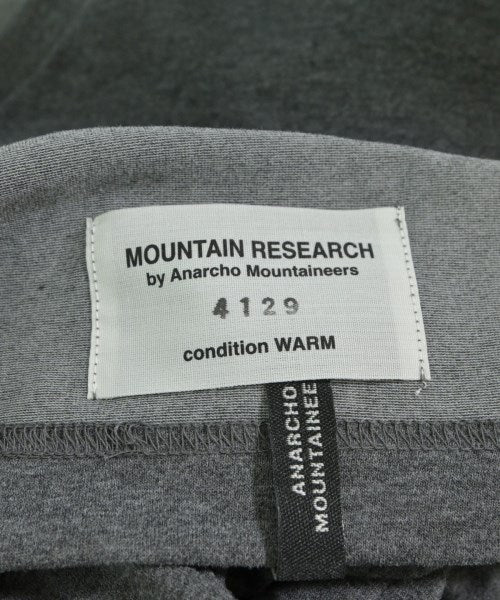 MOUNTAIN RESEARCH
by Anarcho Mountaineers
4129
condition WARM
ANARCHO
MOUNTAINEE